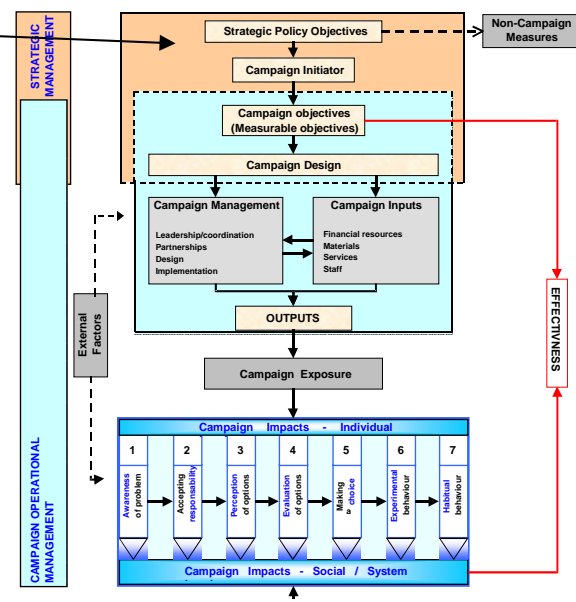 STRATEGIC
MANAGEMENT
Strategic Policy Objectives
Non-Campaign
Measures
Campaign Initiator
Campaign objectives
(Measurable objectives)
Campaign Design
Campaign Management
Leadership/coordination
Partnerships
Design
Implementation
Campaign Inputs
Financial resources
Materials
Services
Staff
External
Factors
OUTPUTS
EFFECTIVNESS
Campaign Exposure
CAMPAIGN OPERATIONAL
MANAGEMENT
Campaign Impacts - Individual
1
2
3
4
5
6
7
Awareness
of problem
Accepting
responsability
Perception
of options
Evaluation
of options
Making
a choice
Experimental
behaviour
Habitual
behaviour
Campaign Impacts - Social / System